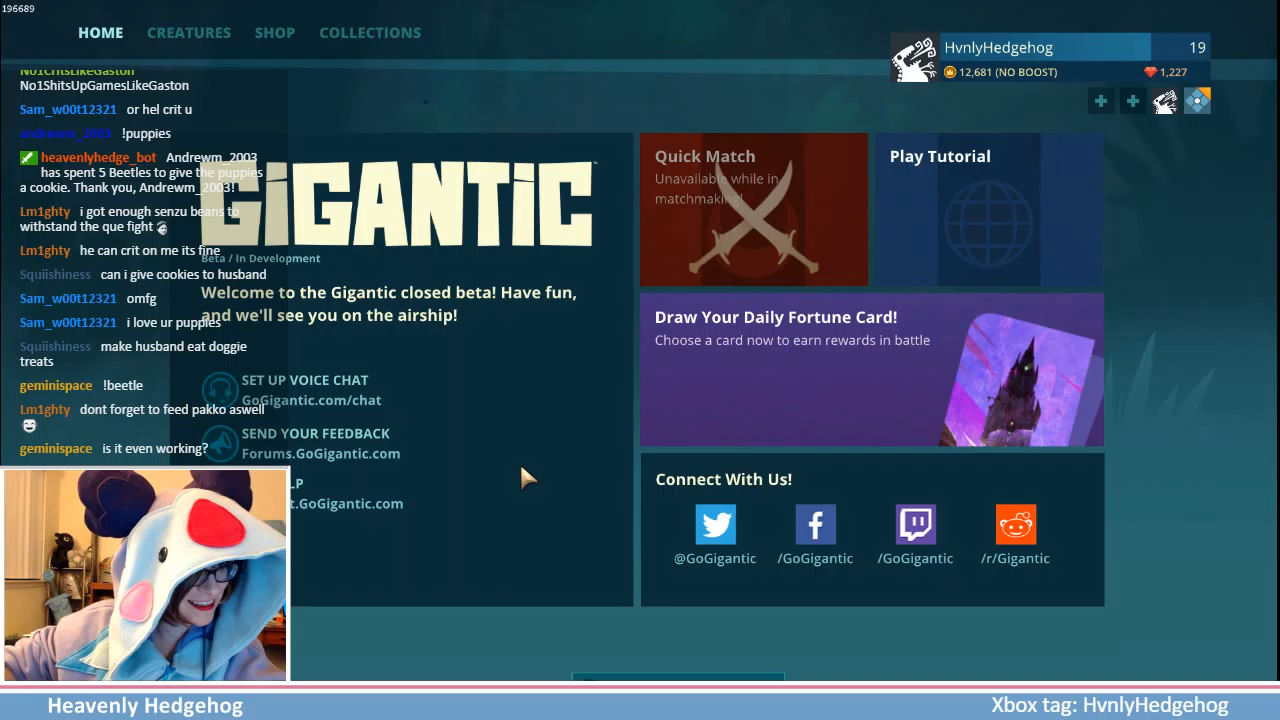 196689
HOME CREATURES SHOP COLLECTIONS
HvnlyHedgehog 19
12,681 (NO BOOST) 1,227
No1CritsLikeGaston
No1ShitsUpGamesLikeGaston
Sam_w00t12321 or hel crit u
andrewm_2003 !puppies
heavenlyhedge_bot Andrewm_2003
has spent 5 Beetles to give the puppies
a cookie. Thank you, Andrewm_2003!
Lm1ghty i got enough senzu beans to
withstand the que fight
Lm1ghty he can crit on me its fine
Squiishiness can i give cookies to husband
Sam_w00t12321 omfg
Sam_w00t12321 i love ur puppies
Squiishiness make husband eat doggie
treats
geminispace !beetle
Lm1ghty dont forget to feed pakko aswell
geminispace is it even working?
GIGANTIC
Beta / In Development
Welcome to the Gigantic closed beta! Have fun,
and we'll see you on the airship!
SET UP VOICE CHAT
GoGigantic.com/chat
SEND YOUR FEEDBACK
Forums.GoGigantic.com
LP
t.GoGigantic.com
Quick Match
Unavailable while in
matchmaking!
Play Tutorial
Draw Your Daily Fortune Card!
Choose a card now to earn rewards in battle
Connect With Us!
@GoGigantic /GoGigantic /GoGigantic /r/Gigantic
Heavenly Hedgehog
Xbox tag: HvnlyHedgehog